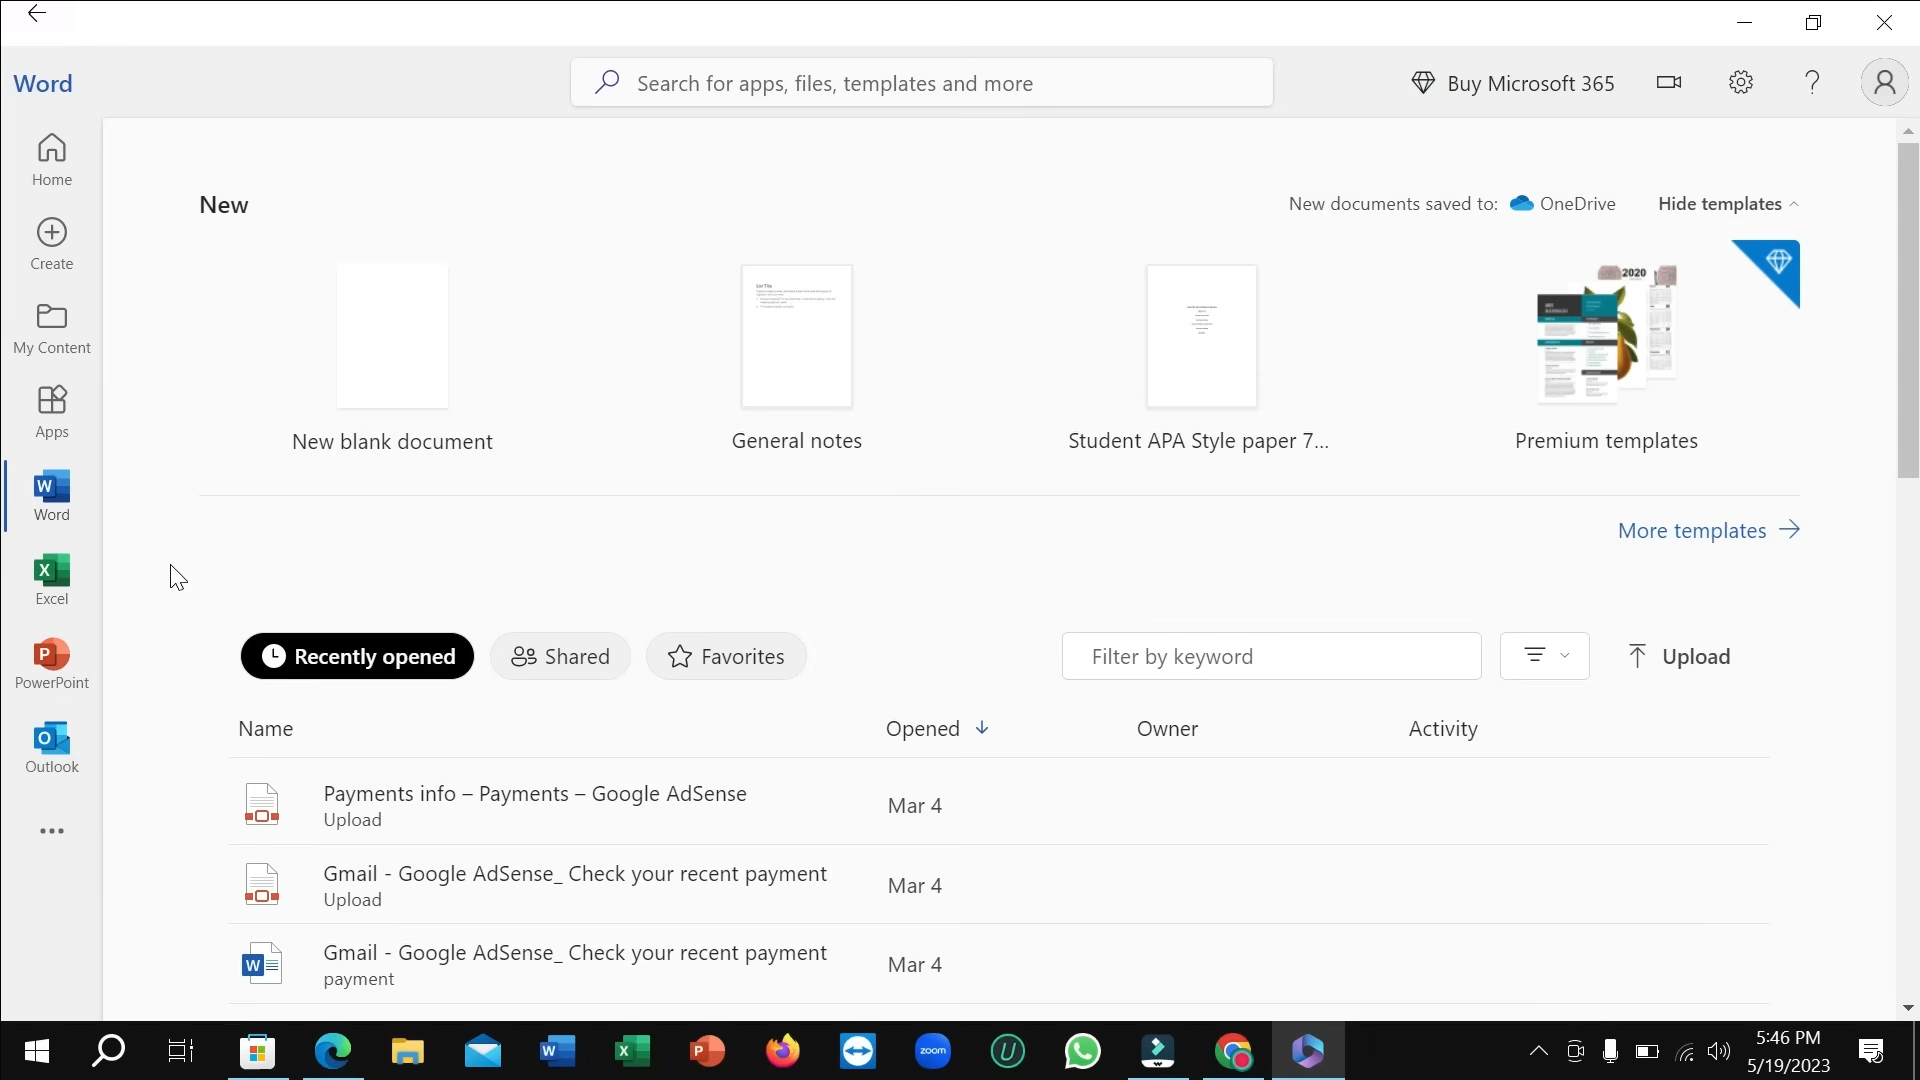 Word
Search for apps, files, templates and more
Buy Microsoft 365
Home
Create
My Content
Apps
Word
Excel
PowerPoint
Outlook
New
New documents saved to: OneDrive
Hide templates
New blank document
General notes
Student APA Style paper 7...
2020
Premium templates
More templates
Recently opened
Shared
Favorites
Filter by keyword
Upload
Name
Opened
Owner
Activity
Payments info – Payments – Google AdSense
Upload
Mar 4
Gmail - Google AdSense_ Check your recent payment
Upload
Mar 4
Gmail - Google AdSense_ Check your recent payment
payment
Mar 4
zoom
5:46 PM
5/19/2023